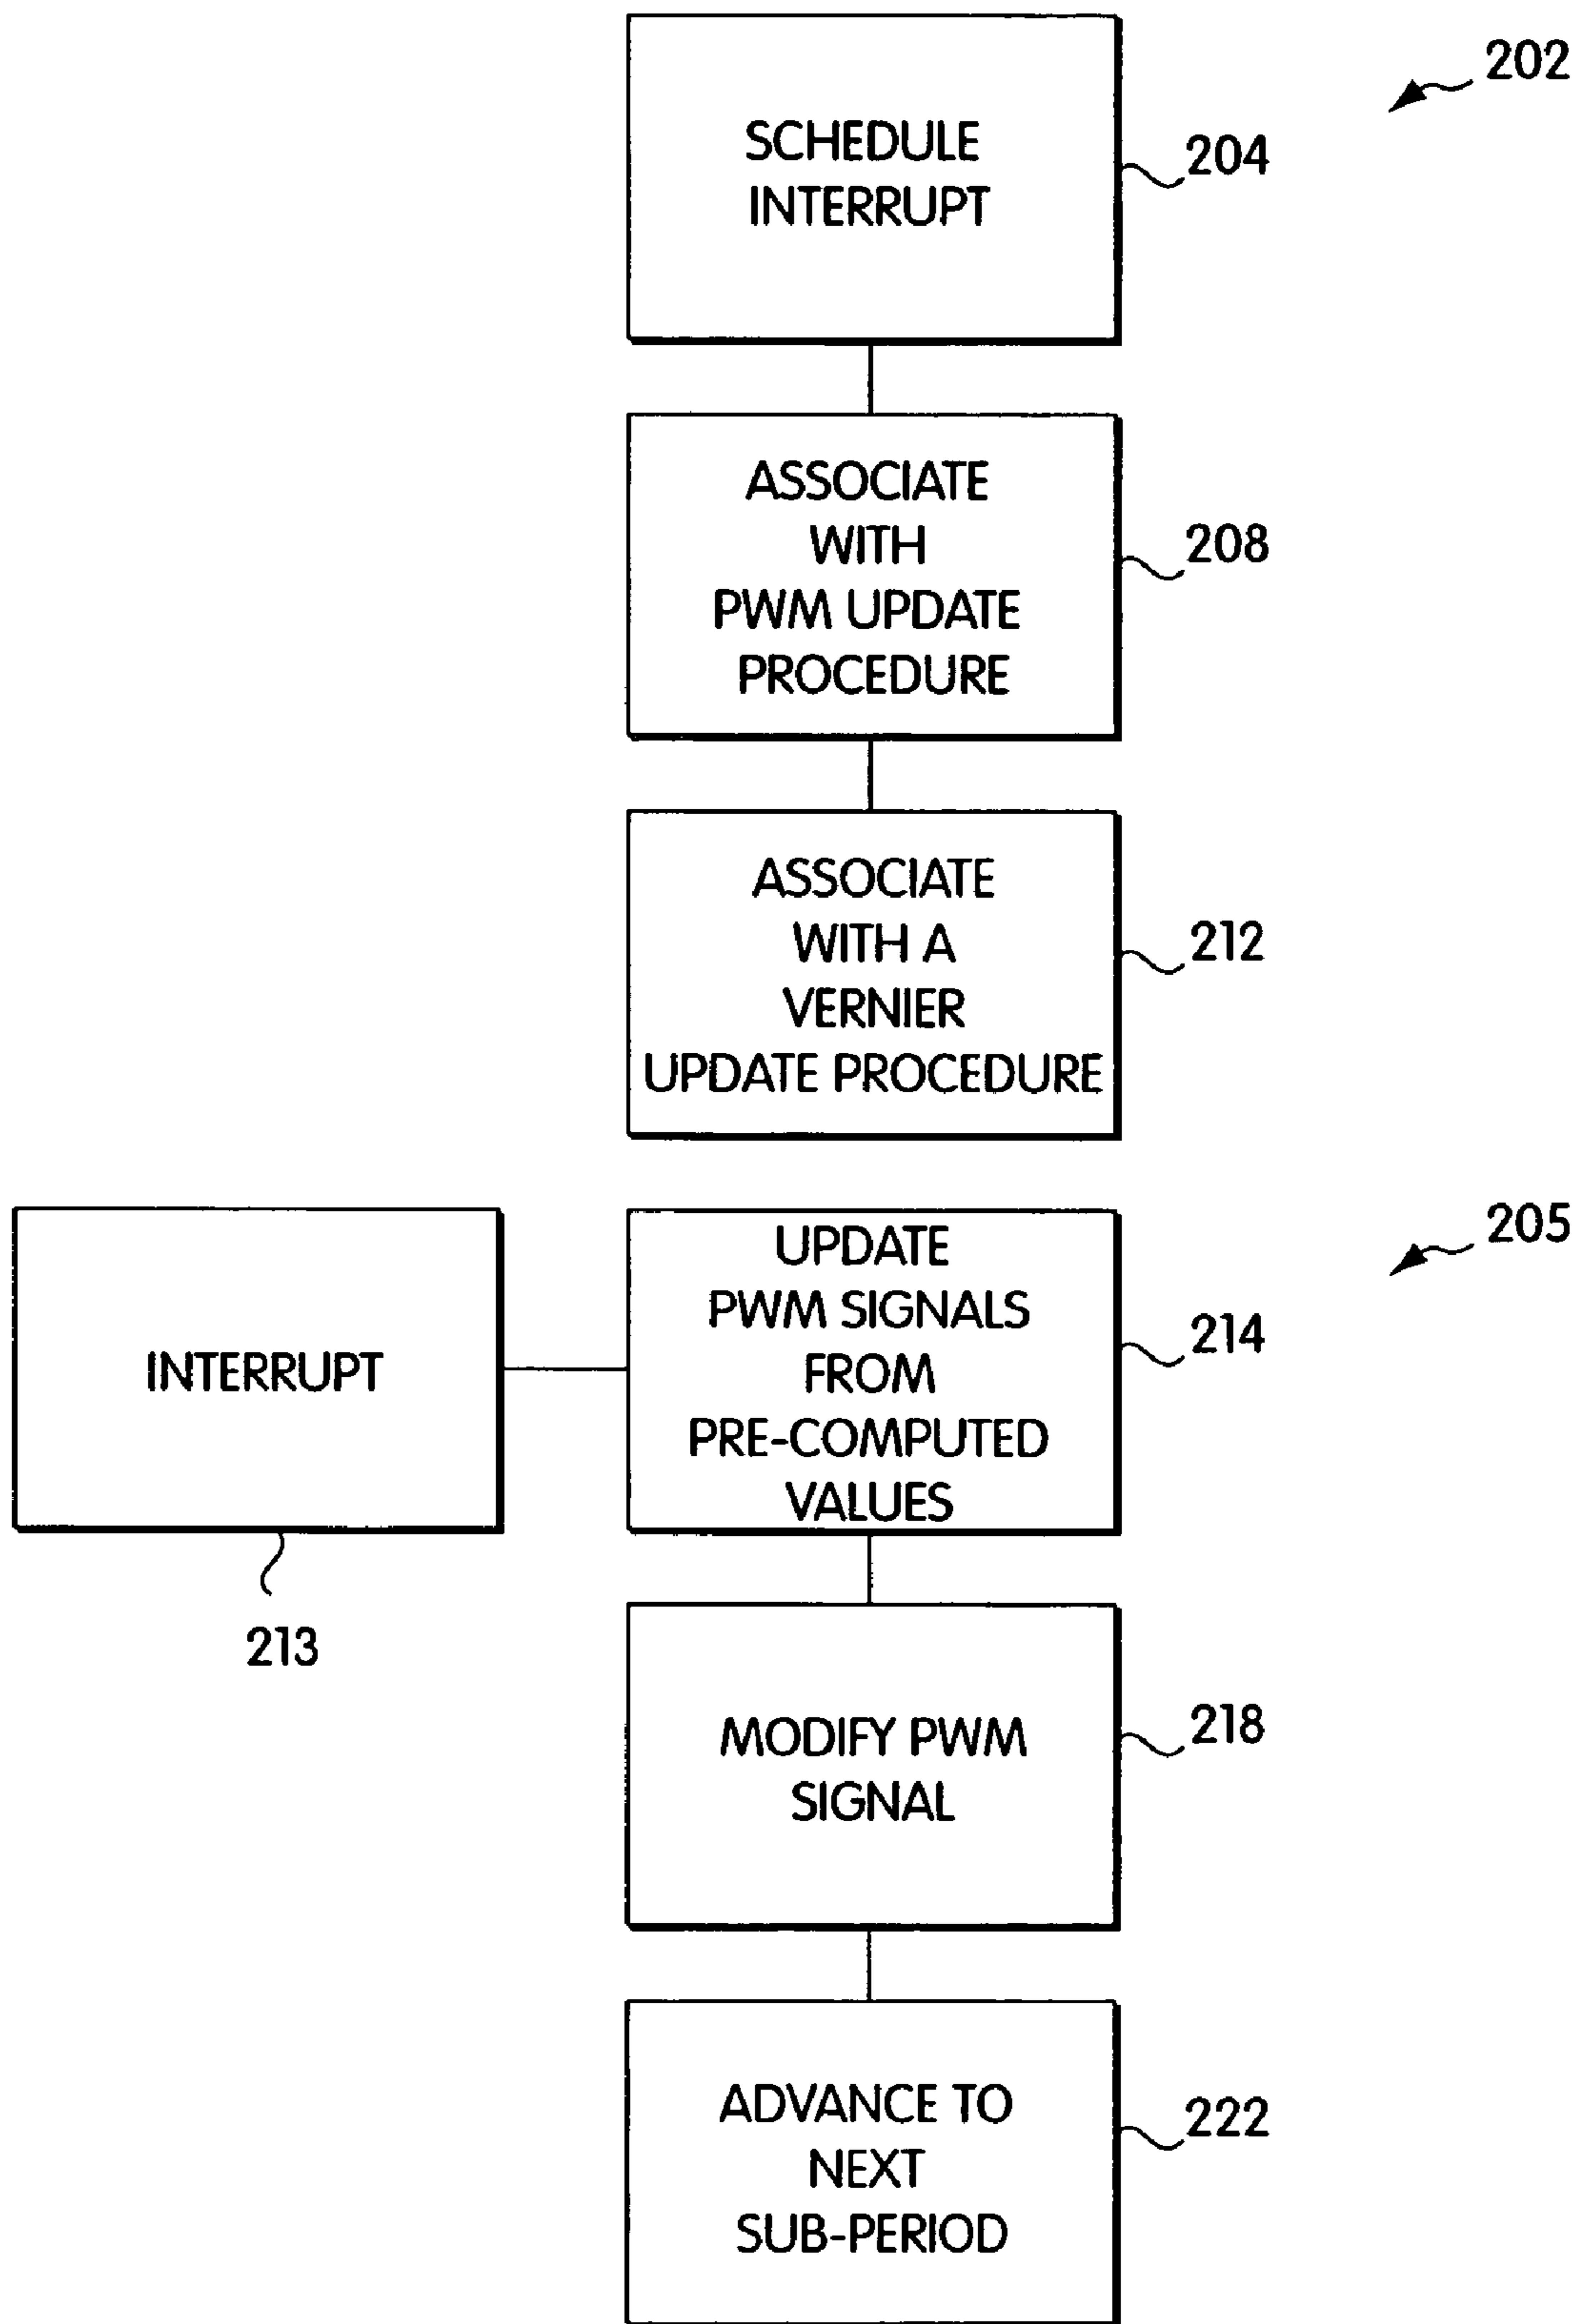 202
SCHEDULE
INTERRUPT
204
ASSOCIATE
WITH
PWM UPDATE
PROCEDURE
208
ASSOCIATE
WITH A
VERNIER
UPDATE PROCEDURE
212
205
INTERRUPT
213
UPDATE
PWM SIGNALS
FROM
PRE-COMPUTED
VALUES
214
MODIFY PWM
SIGNAL
218
ADVANCE TO
NEXT
SUB-PERIOD
222